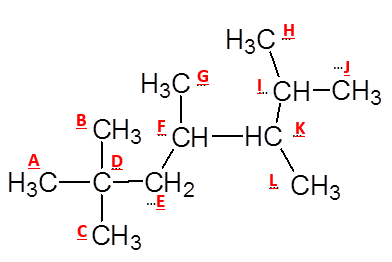 H₃C H
J
H₃C G I CH CH₃
B F CH HC K
CH₃ D
A L CH₃
H₃C C CH₂
E
C CH₃